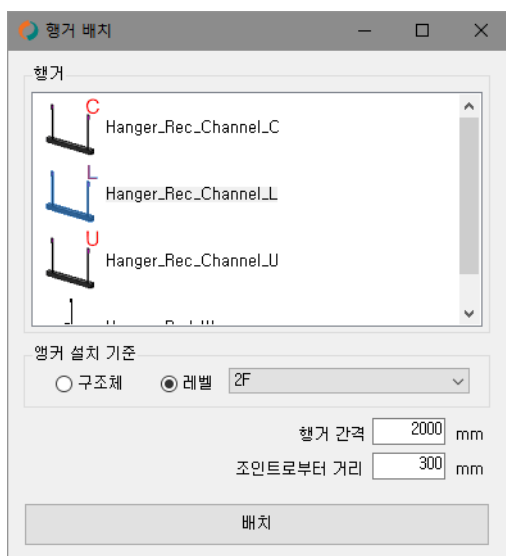 행거 배치
행거
C
Hanger_Rec_Channel_C
L
Hanger_Rec_Channel_L
U
Hanger_Rec_Channel_U
앵커 설치 기준
구조체 레벨 2F
행거 간격 2000 mm
조인트로부터 거리 300 mm
배치